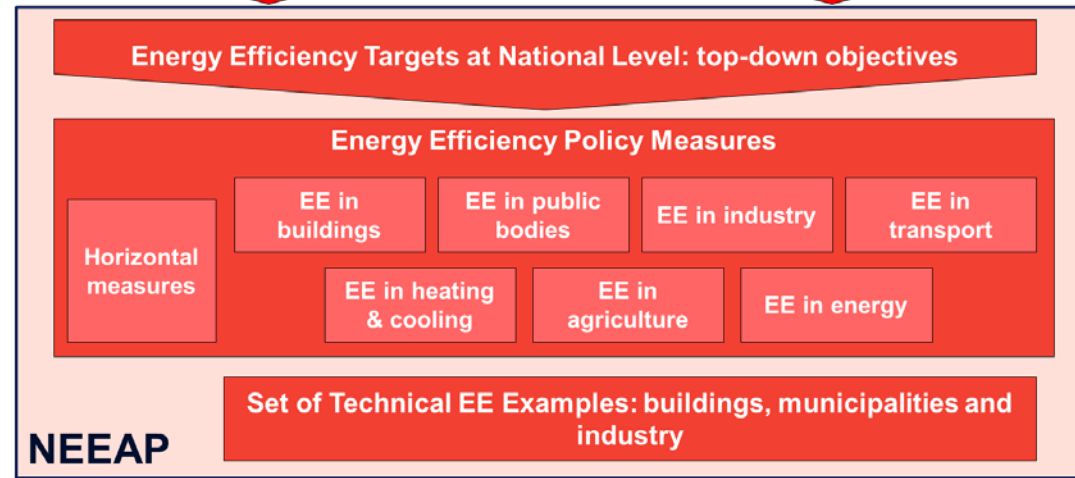 Energy Efficiency Targets at National Level: top-down objectives
Energy Efficiency Policy Measures
Horizontal
measures
EE in
buildings
EE in public
bodies
EE in industry
EE in
transport
EE in heating
& cooling
EE in
agriculture
EE in energy
Set of Technical EE Examples: buildings, municipalities and
industry
NEEAP